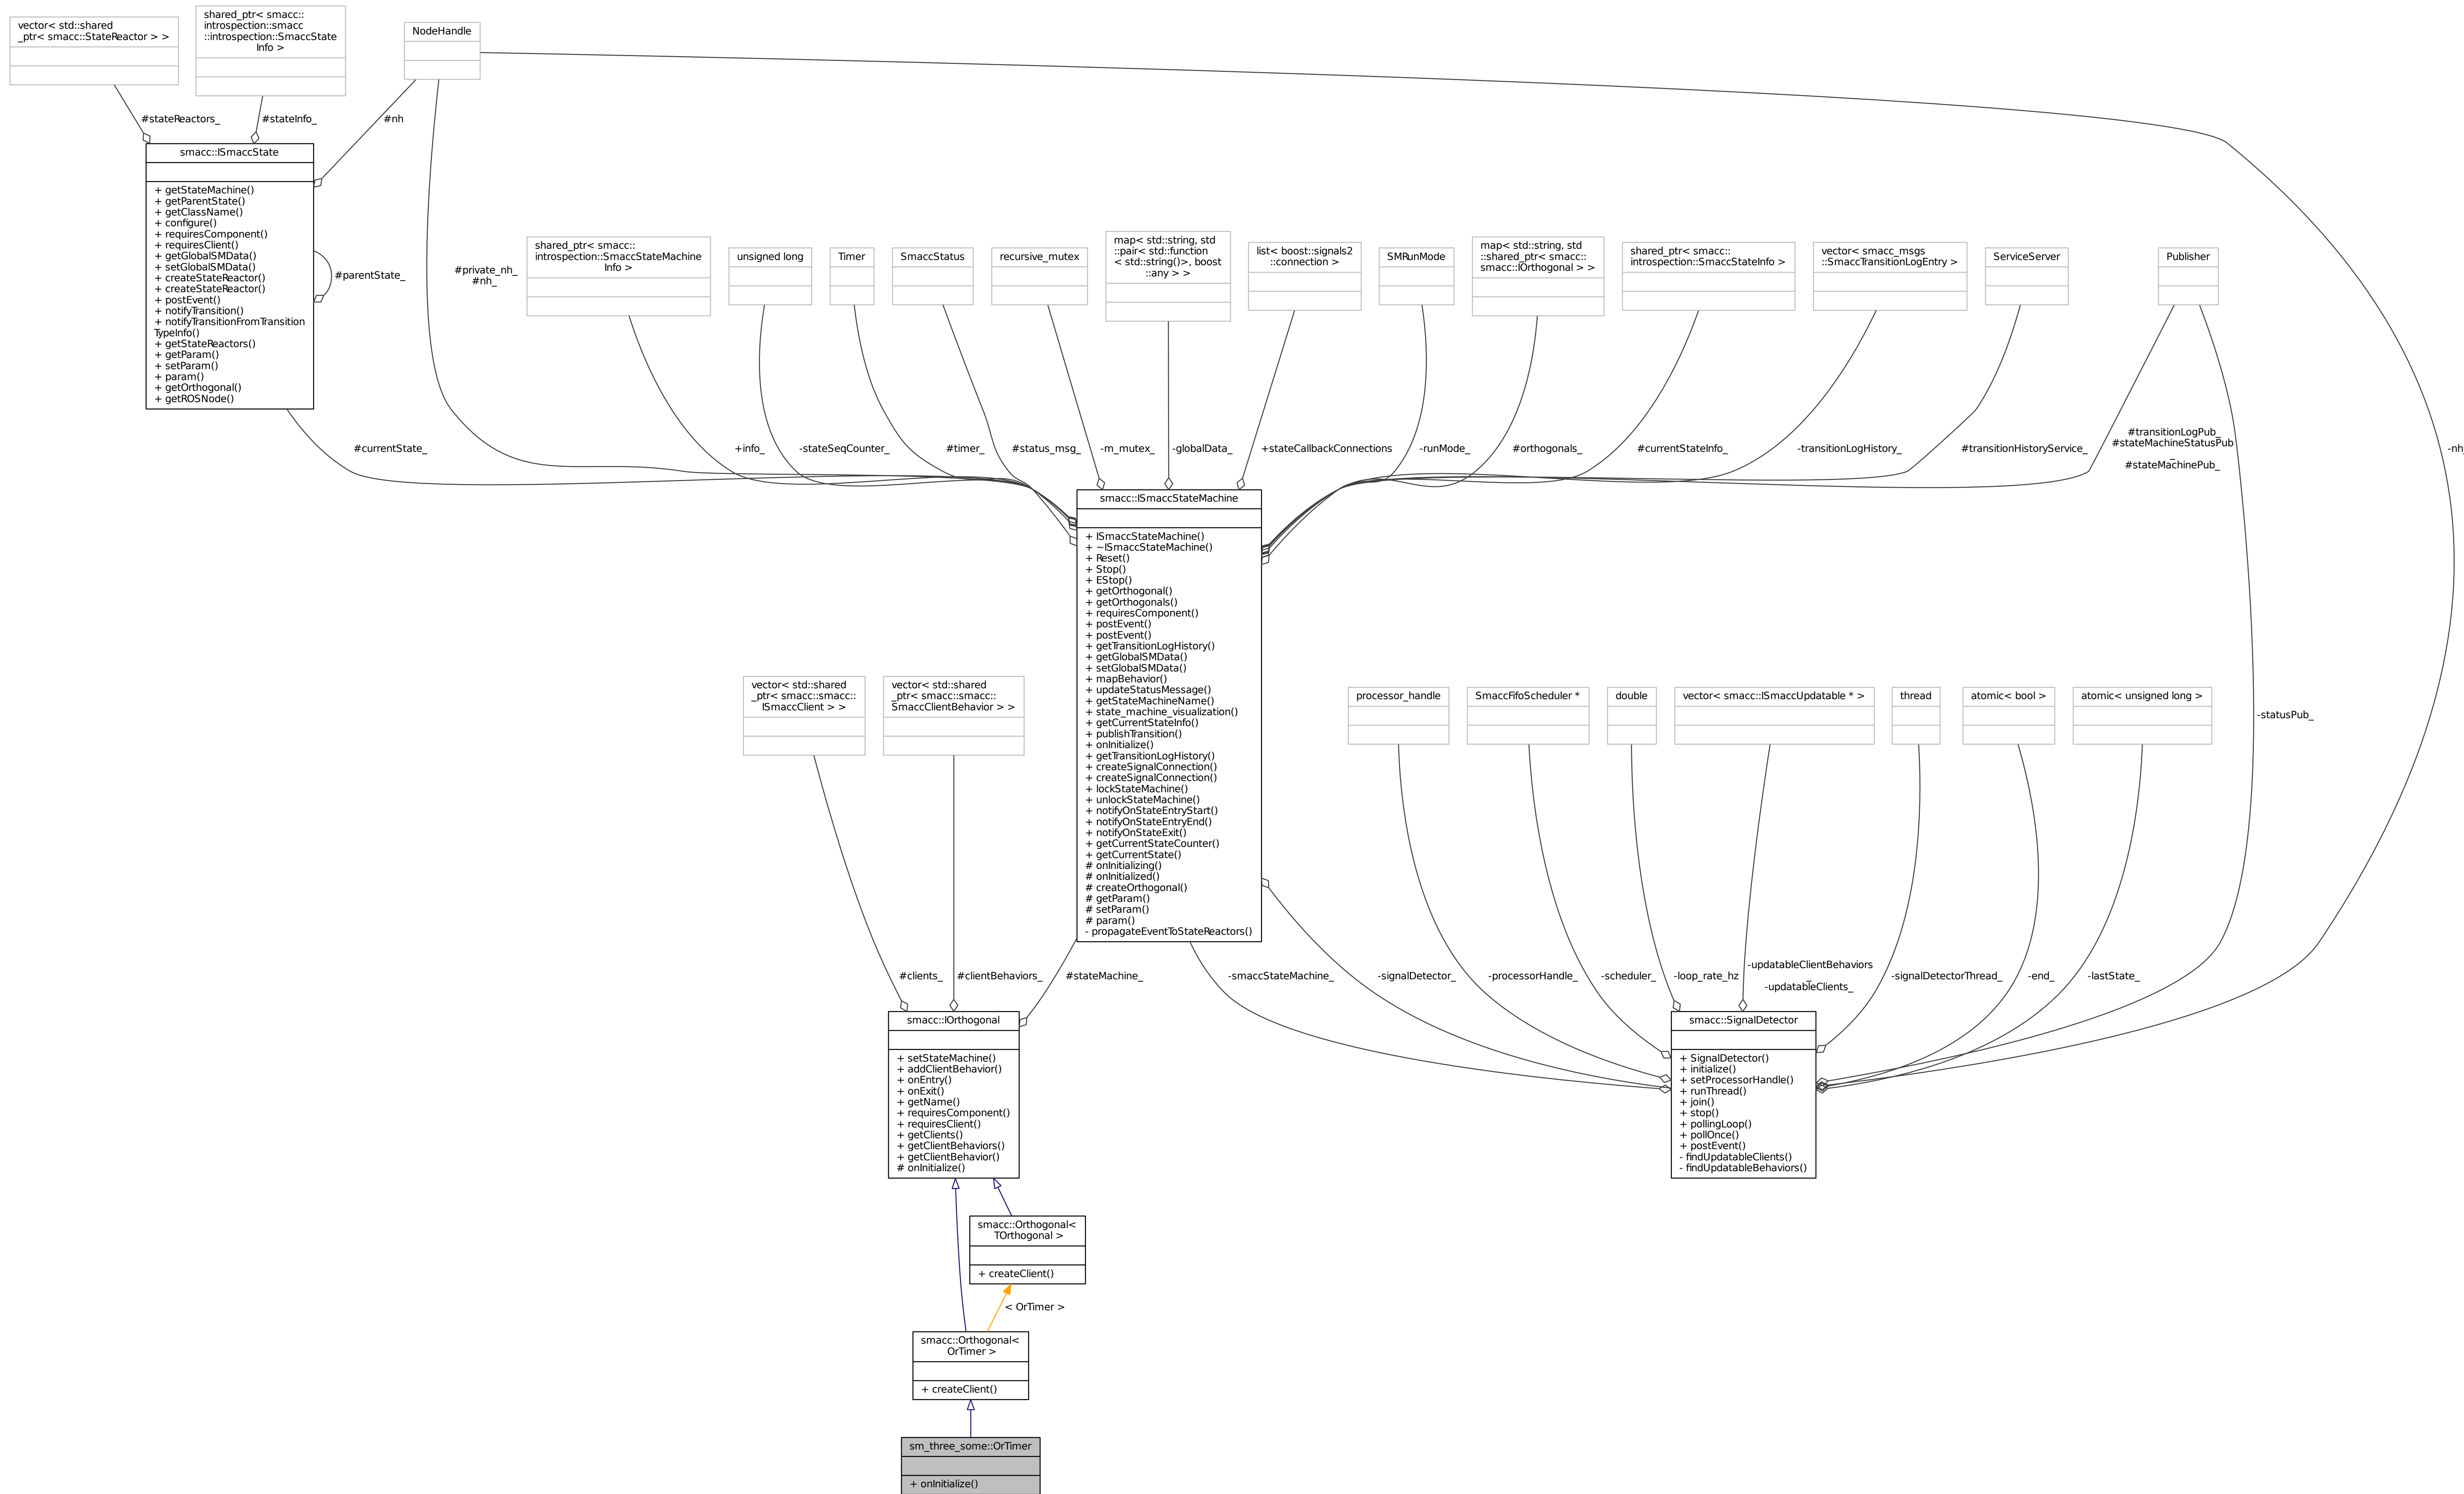 vector< std::shared
_ptr< smacc::StateReactor > >
shared_ptr< smacc::
introspection::smacc
::introspection::SmaccState
Info >
NodeHandle
#stateReactors_
#stateInfo_
#nh
smacc::ISmaccState
+ getStateMachine()
+ getParentState()
+ getClassName()
+ configure()
+ requiresComponent()
+ requiresClient()
+ getGlobalSMData()
+ setGlobalSMData()
+ createStateReactor()
+ createStateReactor()
+ postEvent()
+ notifyTransition()
+ notifyTransitionFromTransition
TypeInfo()
+ getStateReactors()
+ getParam()
+ setParam()
+ param()
+ getOrthogonal()
+ getROSNode()
#parentState_
#private_nh_
#nh_
shared_ptr< smacc::
introspection::SmaccStateMachine
Info >
unsigned long
Timer
SmaccStatus
recursive_mutex
map< std::string, std
::pair< std::function
< std::string()>, boost
::any > >
list< boost::signals2
::connection >
SMRunMode
map< std::string, std
::shared_ptr< smacc::
smacc::IOrthogonal > >
shared_ptr< smacc::
introspection::SmaccStateInfo >
vector< smacc_msgs
::SmaccTransitionLogEntry >
ServiceServer
Publisher
#currentState_
+info_
-stateSeqCounter_
#timer_
#status_msg_
-m_mutex_
-globalData_
+stateCallbackConnections
-runMode_
#orthogonals_
#currentStateInfo_
-transitionLogHistory_
#transitionHistoryService_
#transitionLogPub_
#stateMachineStatusPub
_
#stateMachinePub_
-nh_
smacc::ISmaccStateMachine
+ ISmaccStateMachine()
+ ~ISmaccStateMachine()
+ Reset()
+ Stop()
+ EStop()
+ getOrthogonal()
+ getOrthogonals()
+ requiresComponent()
+ postEvent()
+ postEvent()
+ getTransitionLogHistory()
+ getGlobalSMData()
+ setGlobalSMData()
+ mapBehavior()
+ updateStatusMessage()
+ getStateMachineName()
+ state_machine_visualization()
+ getCurrentStateInfo()
+ publishTransition()
+ onInitialize()
+ getTransitionLogHistory()
+ createSignalConnection()
+ createSignalConnection()
+ lockStateMachine()
+ unlockStateMachine()
+ notifyOnStateEntryStart()
+ notifyOnStateEntryEnd()
+ notifyOnStateExit()
+ getCurrentStateCounter()
+ getCurrentState()
# onInitializing()
# onInitialized()
# createOrthogonal()
# getParam()
# setParam()
# param()
- propagateEventToStateReactors()
vector< std::shared
_ptr< smacc::smacc::
ISmaccClient > >
vector< std::shared
_ptr< smacc::smacc::
SmaccClientBehavior > >
processor_handle
SmaccFifoScheduler *
double
vector< smacc::ISmaccUpdatable * >
thread
atomic< bool >
atomic< unsigned long >
-statusPub_
#clients_
#clientBehaviors_
#stateMachine_
-smaccStateMachine_
-signalDetector_
-processorHandle_
-scheduler_
-loop_rate_hz
-updatableClientBehaviors
_
-updatableClients_
-signalDetectorThread_
-end_
-lastState_
smacc::IOrthogonal
+ setStateMachine()
+ addClientBehavior()
+ onEntry()
+ onExit()
+ getName()
+ requiresComponent()
+ requiresClient()
+ getClients()
+ getClientBehaviors()
+ getClientBehavior()
# onInitialize()
smacc::SignalDetector
+ SignalDetector()
+ initialize()
+ setProcessorHandle()
+ runThread()
+ join()
+ stop()
+ pollingLoop()
+ pollOnce()
+ postEvent()
- findUpdatableClients()
- findUpdatableBehaviors()
smacc::Orthogonal<
TOrthogonal >
+ createClient()
< OrTimer >
smacc::Orthogonal<
OrTimer >
+ createClient()
sm_three_some::OrTimer
+ onInitialize()